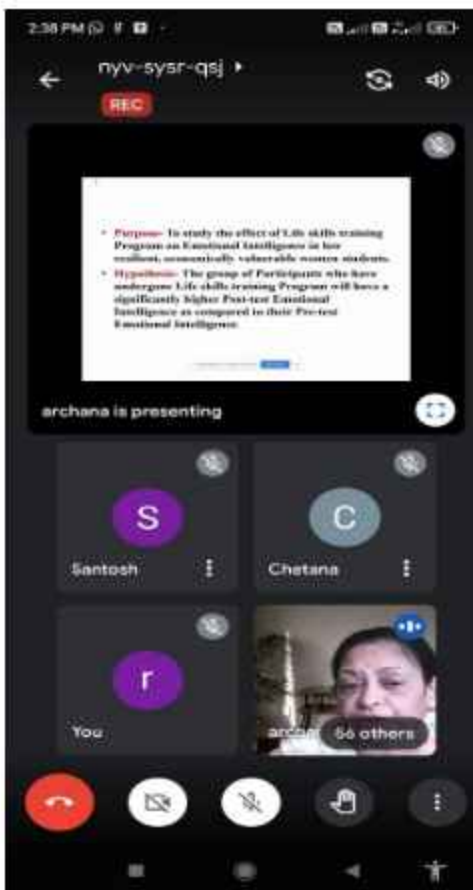 2:38 PM
nyv-sysr-qsj
REC
• Purpose- To study the effect of Life skills training
Program on Emotional Intelligence in low
resilient, economically vulnerable women students.
• Hypothesis- The group of Participants who have
undergone Life skills training Program will have a
significantly higher Post-test Emotional
Intelligence as compared to their Pre-test
Emotional Intelligence
archana is presenting
S
C
Santosh
Chetana
r
You
56 others